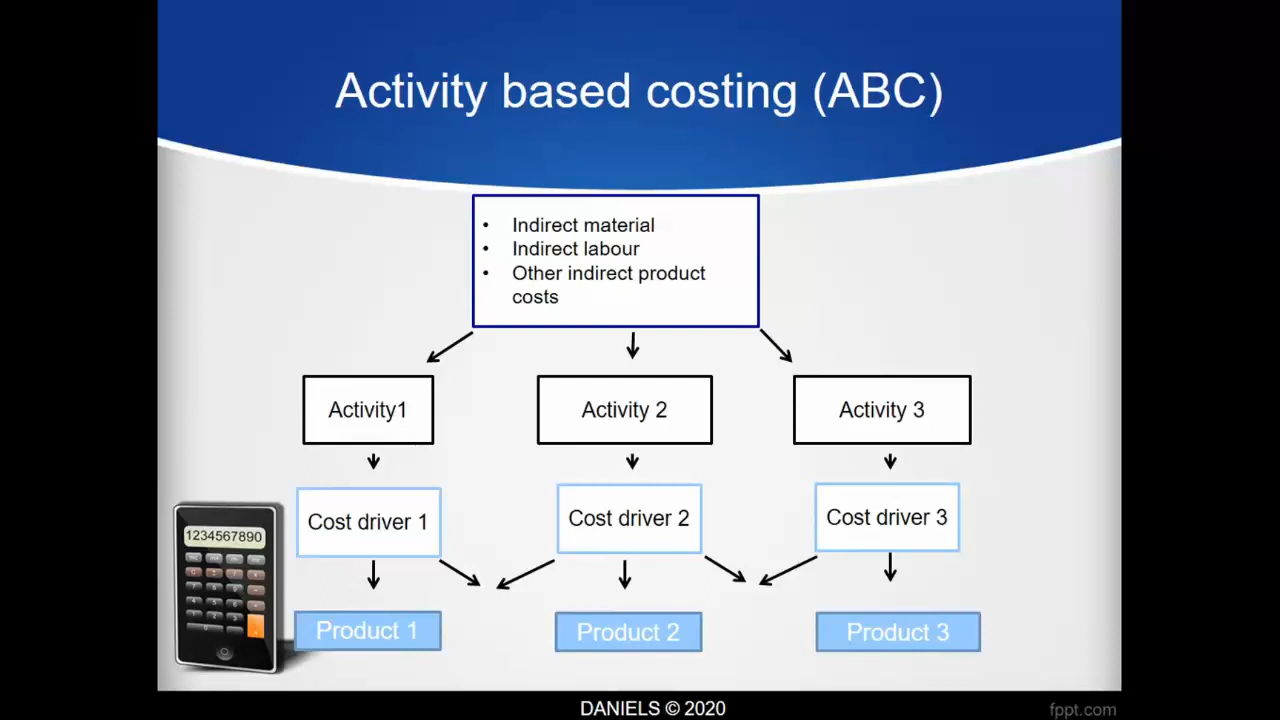 Activity based costing (ABC)
• Indirect material
• Indirect labour
• Other indirect product
costs
Activity1
Activity 2
Activity 3
Cost driver 1
Cost driver 2
Cost driver 3
1234567890
Product 1
Product 2
Product 3
DANIELS © 2020
fppt.com